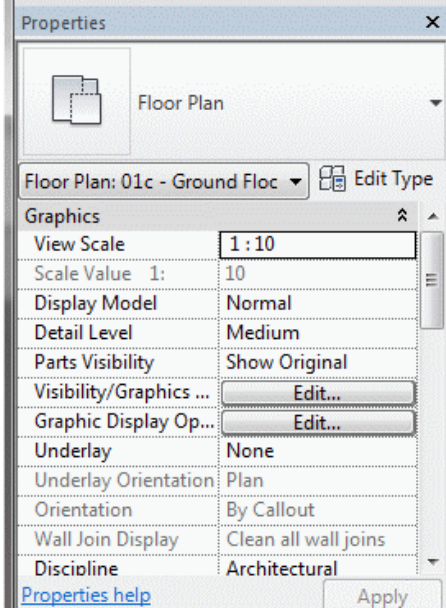 Properties
Floor Plan
Floor Plan: 01c - Ground Floc Edit Type
Graphics
View Scale 1 : 10
Scale Value 1: 10
Display Model Normal
Detail Level Medium
Parts Visibility Show Original
Visibility/Graphics ... Edit...
Graphic Display Op... Edit...
Underlay None
Underlay Orientation Plan
Orientation By Callout
Wall Join Display Clean all wall joins
Discipline Architectural
Properties help Apply